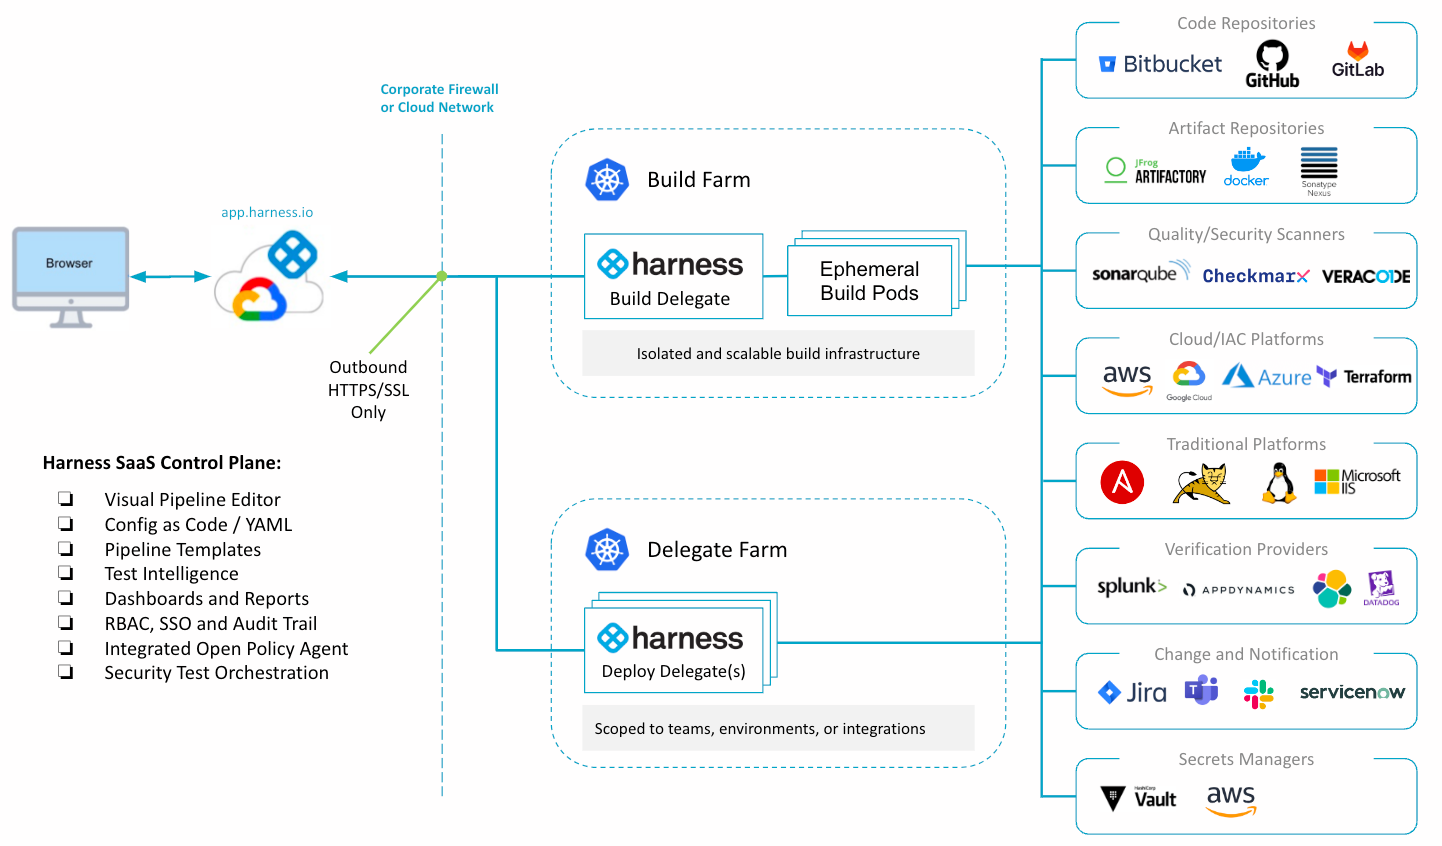 Code Repositories
Bitbucket
GitHub
GitLab
Corporate Firewall
or Cloud Network
Artifact Repositories
JFrog
ARTIFACTORY
docker
Sonatype
Nexus
Build Farm
app.harness.io
Browser
Quality/Security Scanners
sonarqube
Checkmarx
VERACODE
harness
Build Delegate
Ephemeral
Build Pods
Isolated and scalable build infrastructure
Outbound
HTTPS/SSL
Only
Cloud/IAC Platforms
aws
Google Cloud
Azure
Terraform
Traditional Platforms
Microsoft
IIS
Harness SaaS Control Plane:
Visual Pipeline Editor
Config as Code / YAML
Pipeline Templates
Test Intelligence
Dashboards and Reports
RBAC, SSO and Audit Trail
Integrated Open Policy Agent
Security Test Orchestration
Delegate Farm
harness
Deploy Delegate(s)
Scoped to teams, environments, or integrations
Verification Providers
splunk>
APPDYNAMICS
DATADOG
Change and Notification
Jira
servicenow
Secrets Managers
HashiCorp
Vault
aws